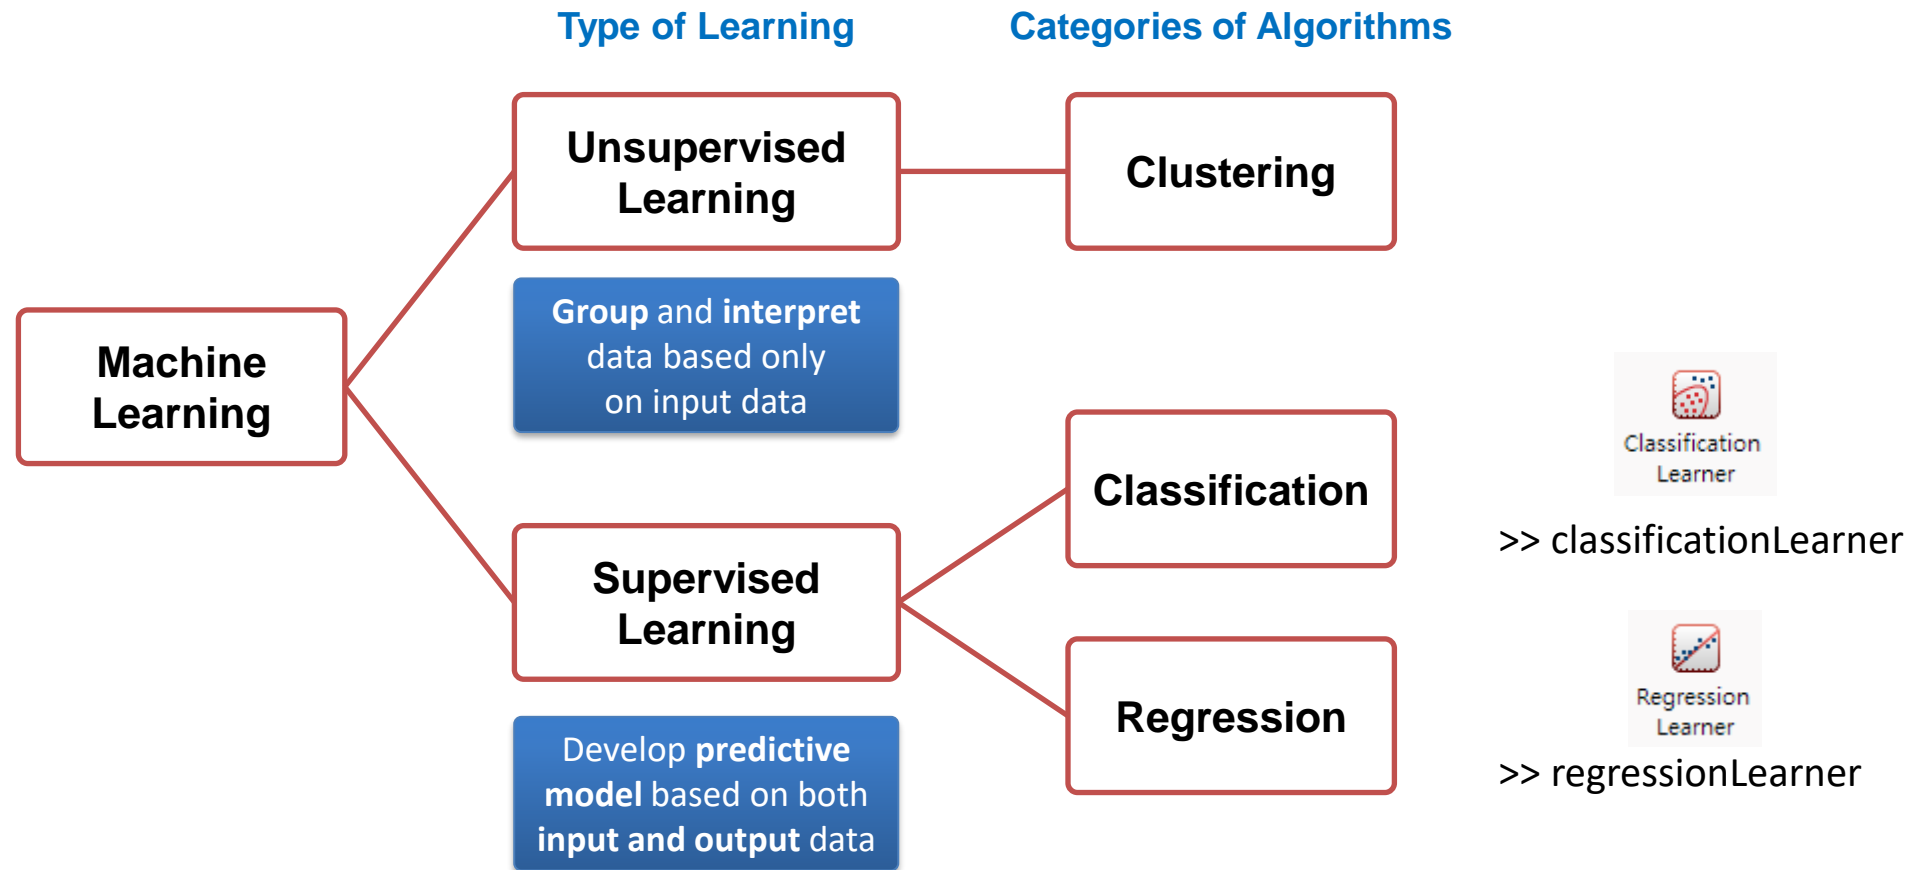 Type of Learning
Categories of Algorithms
Unsupervised
Learning
Clustering
Group and interpret
data based only
on input data
Machine
Learning
Classification
Classification
Learner
>> classificationLearner
Supervised
Learning
Regression
Regression
Learner
>> regressionLearner
Develop predictive
model based on both
input and output data